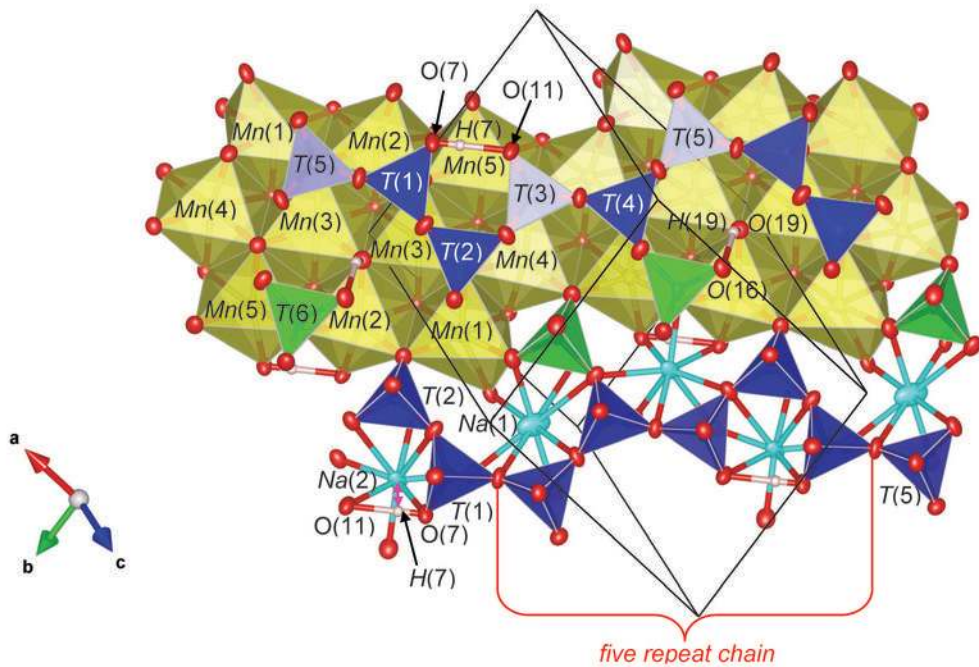 O(7)
O(11)
Mn(1)
Mn(2)
H(7)
T(5)
T(5)
T(1)
Mn(5)
T(3)
T(4)
Mn(4)
Mn(3)
H(19)
O(19)
Mn(3)
T(2)
Mn(4)
O(16)
Mn(5)
T(6)
Mn(2)
Mn(1)
T(2)
Na(1)
a
Na(2)
T(1)
T(5)
O(11)
O(7)
b
c
H(7)
five repeat chain